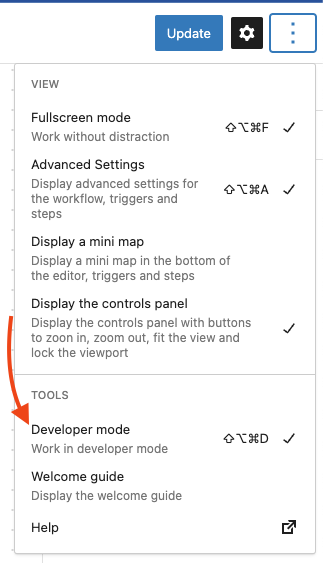 Update
VIEW
Fullscreen mode ⇧⌥⌘F
Work without distraction
Advanced Settings
Display advanced settings for ⇧⌥⌘A
the workflow, triggers and
steps
Display a mini map
Display a mini map in the bottom of
the editor, triggers and steps
Display the controls panel
Display the controls panel with buttons
to zoon in, zoom out, fit the view and
lock the viewport
TOOLS
Developer mode ⇧⌥⌘D
Work in developer mode
Welcome guide
Display the welcome guide
Help